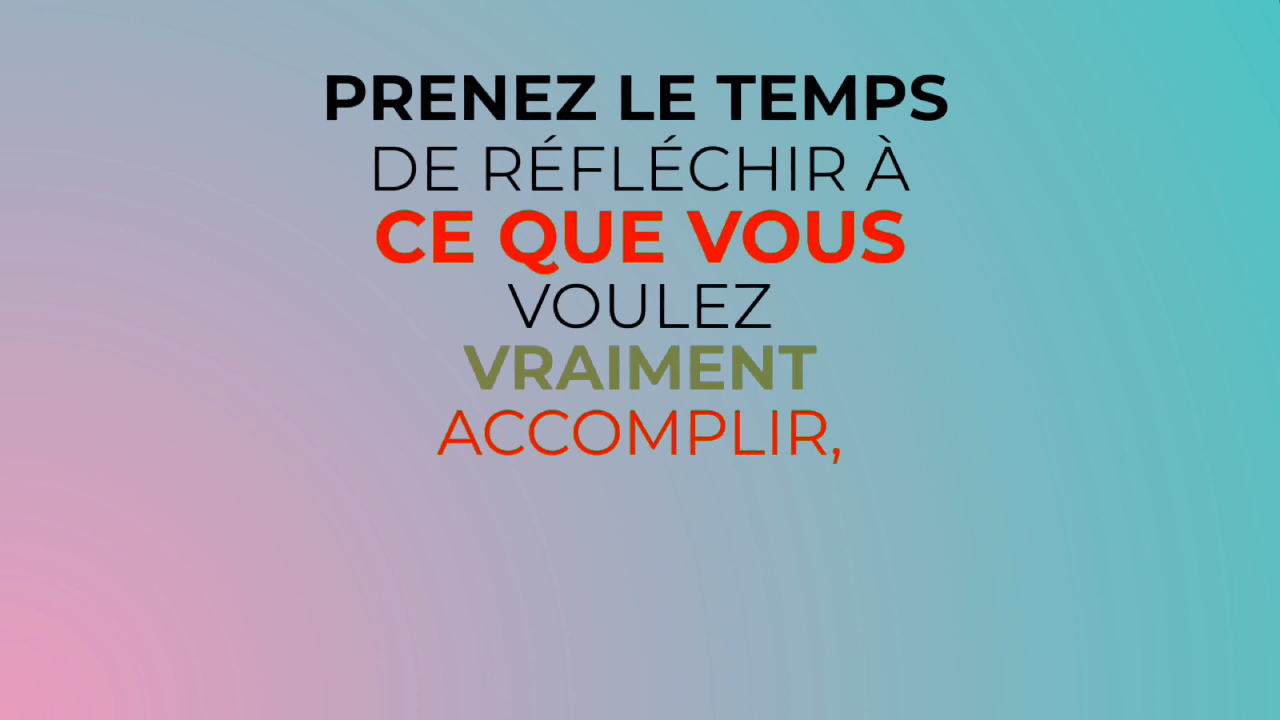 PRENEZ LE TEMPS
DE RÉFLÉCHIR À
CE QUE VOUS
VOULEZ
VRAIMENT
ACCOMPLIR,